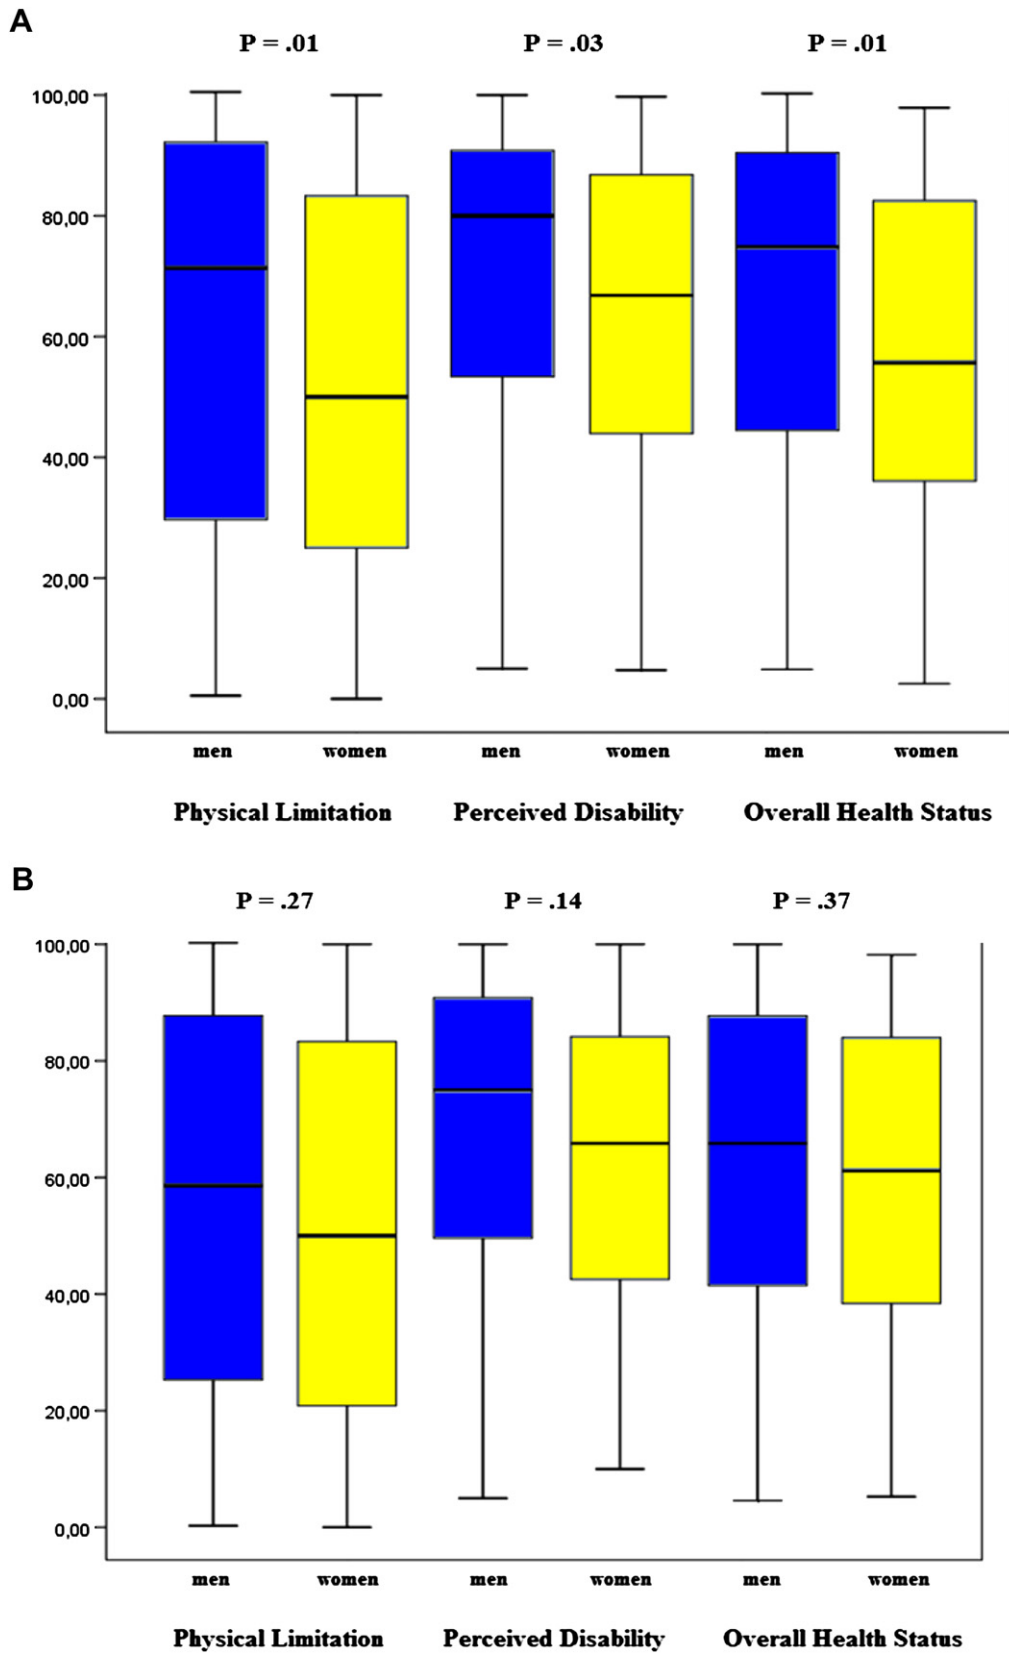 A
P = .01 P = .03 P = .01
100,00
80,00
60,00
40,00
20,00
0,00
men women men women men women
Physical Limitation Perceived Disability Overall Health Status
B
P = .27 P = .14 P = .37
100,00
80,00
60,00
40,00
20,00
0,00
men women men women men women
Physical Limitation Perceived Disability Overall Health Status